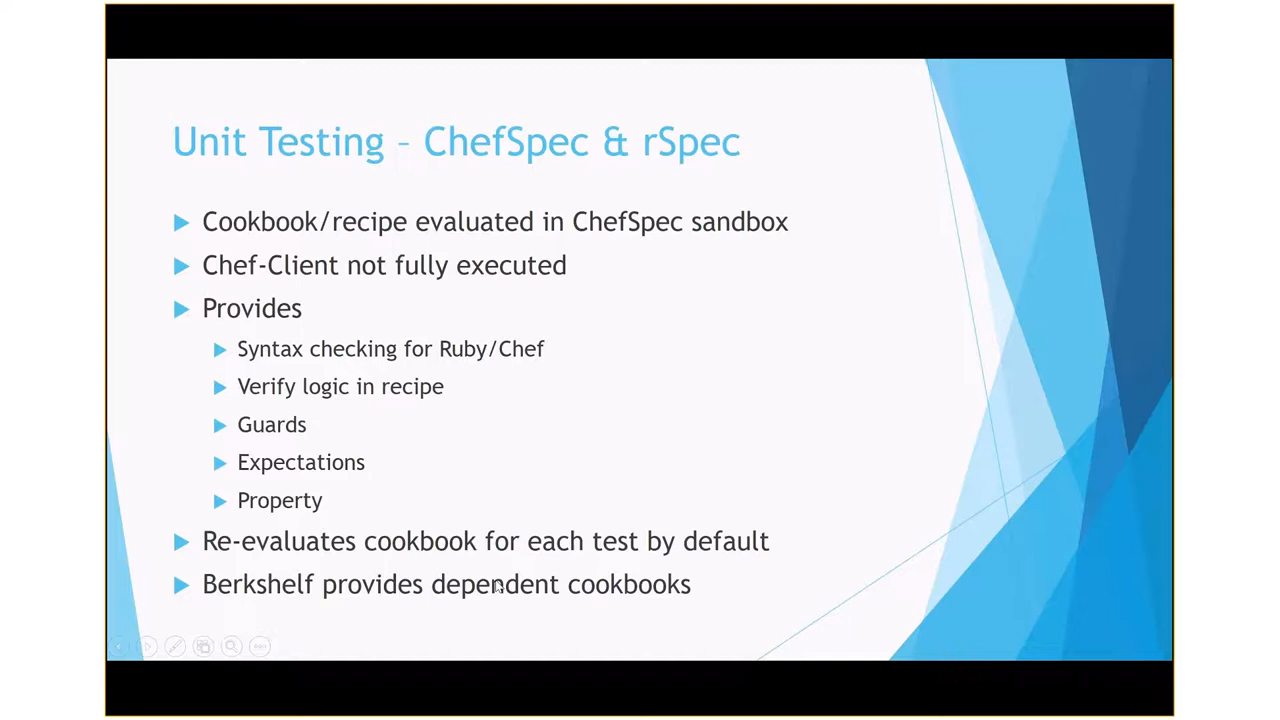 Unit Testing – ChefSpec & rSpec
Cookbook/recipe evaluated in ChefSpec sandbox
Chef-Client not fully executed
Provides
Syntax checking for Ruby/Chef
Verify logic in recipe
Guards
Expectations
Property
Re-evaluates cookbook for each test by default
Berkshelf provides dependent cookbooks